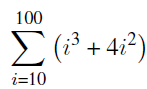 100
∑ (i³ + 4i²)
i=10